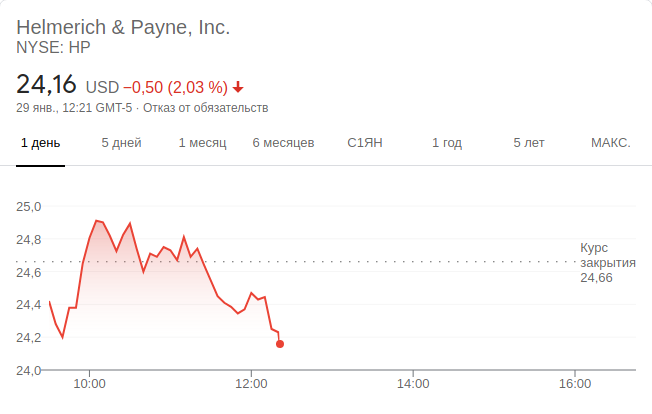 Helmerich & Payne, Inc.
NYSE: HP
24,16 USD −0,50 (2,03 %)
29 янв., 12:21 GMT-5 · Отказ от обязательств
1 день 5 дней 1 месяц 6 месяцев С1ЯН 1 год 5 лет МАКС.
25,0
24,8
Курс
закрытия
24,66
24,6
24,4
24,2
24,0
10:00 12:00 14:00 16:00